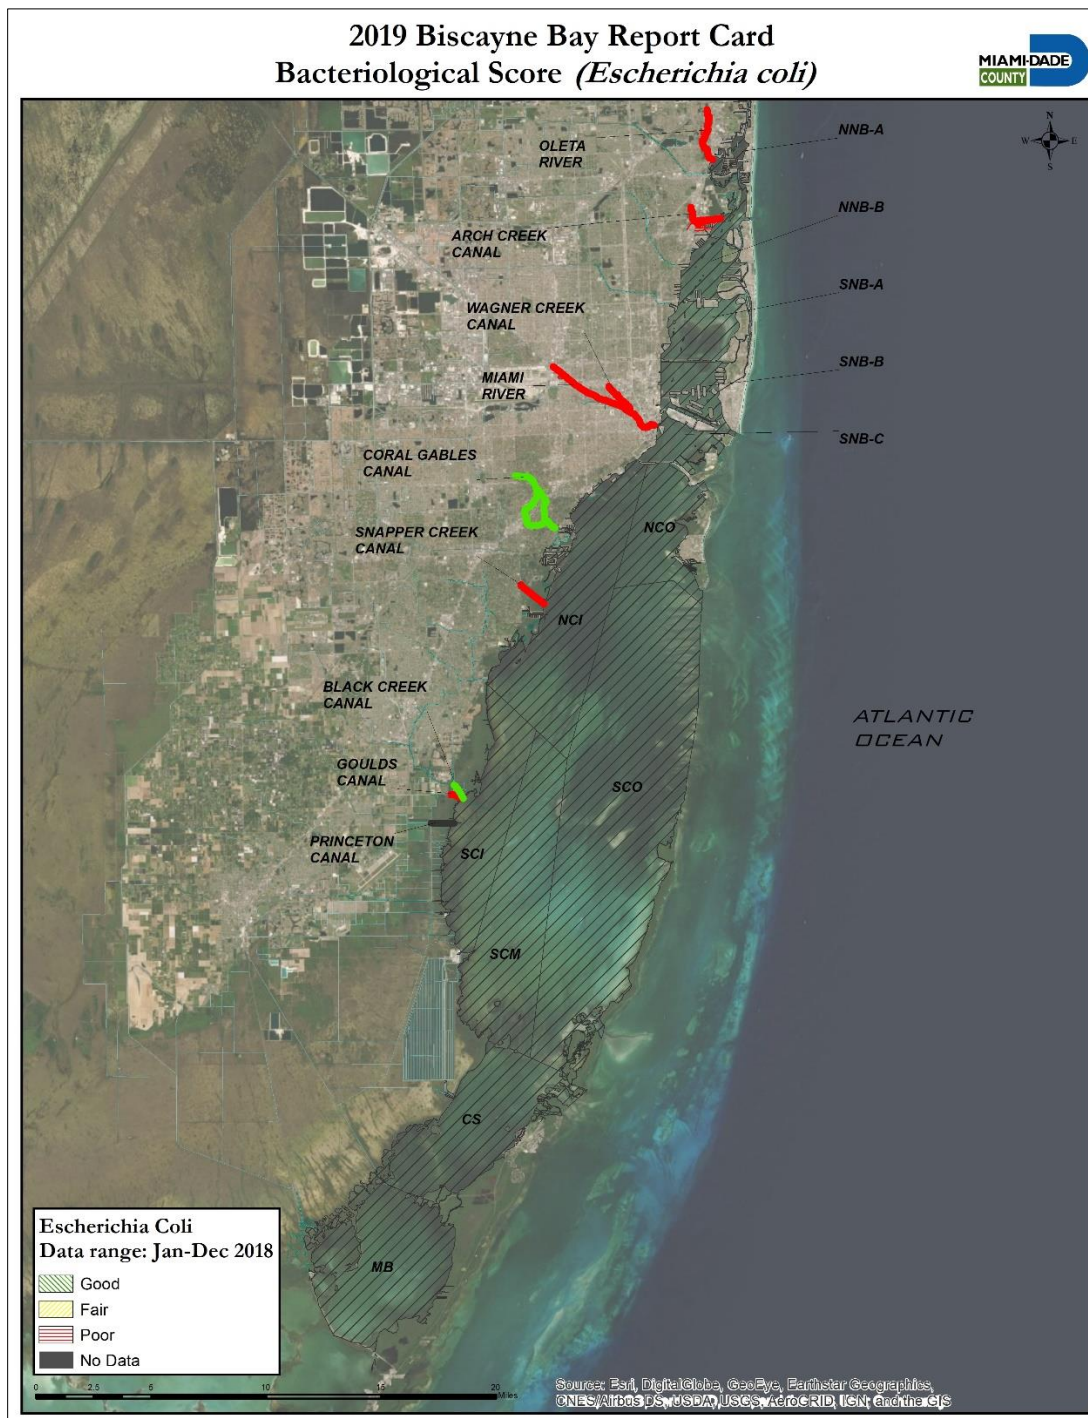 2019 Biscayne Bay Report Card
Bacteriological Score (Escherichia coli)
MIAMI-DADE
COUNTY
N
W E
S
OLETA
RIVER
NNB-A
ARCH CREEK
CANAL
NNB-B
WAGNER CREEK
CANAL
SNB-A
MIAMI
RIVER
SNB-B
SNB-C
CORAL GABLES
CANAL
NCO
SNAPPER CREEK
CANAL
NCI
BLACK CREEK
CANAL
ATLANTIC
OCEAN
GOULDS
CANAL
SCO
PRINCETON
CANAL
SCI
SCM
CS
MB
Escherichia Coli
Data range: Jan-Dec 2018
Good
Fair
Poor
No Data
0 2.5 5 10 15 20
Miles
Source: Esri, DigitalGlobe, GeoEye, Earthstar Geographics,
CNES/Airbus DS, USDA, USGS, AeroGRID, IGN, and the GIS